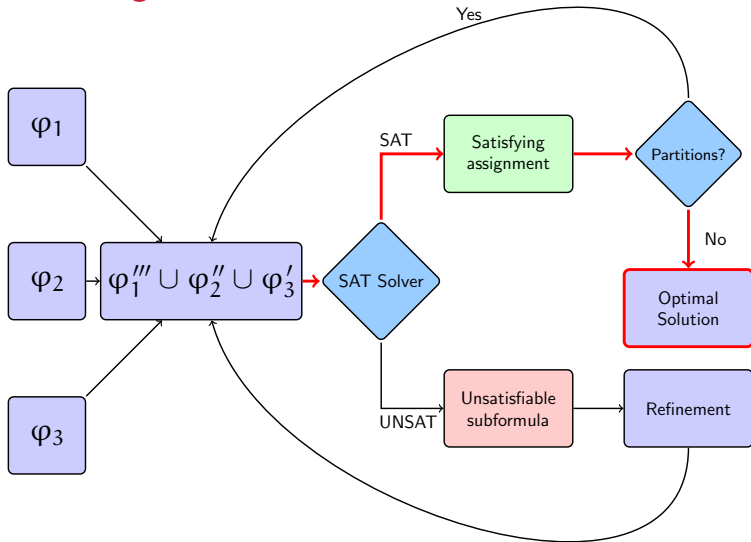 Yes
φ₁
SAT
Satisfying
assignment
Partitions?
No
φ₂
φ₁‴ ∪ φ₂″ ∪ φ₃′
SAT Solver
Optimal
Solution
φ₃
UNSAT
Unsatisfiable
subformula
Refinement